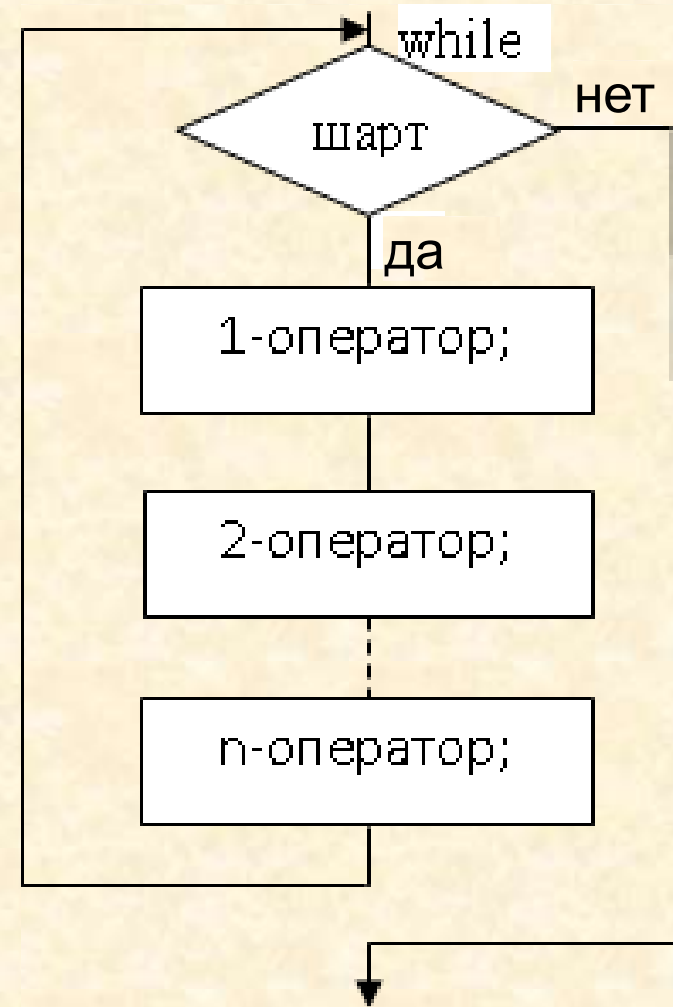 while
шарт
нет
да
1-оператор;
2-оператор;
n-оператор;